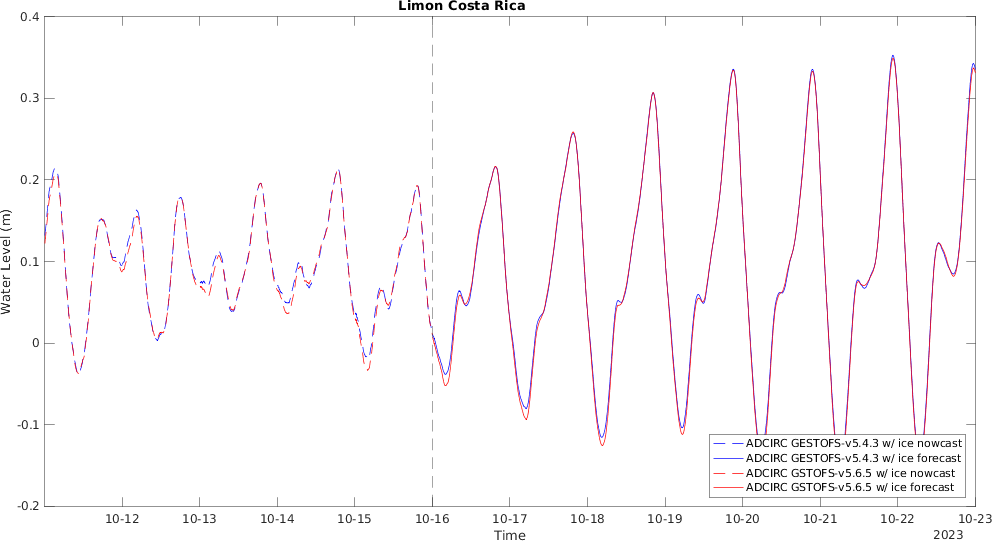 Limon Costa Rica
0.4
0.3
0.2
0.1
0
-0.1
-0.2
Water Level (m)
ADCIRC GESTOFS-v5.4.3 w/ ice nowcast
ADCIRC GESTOFS-v5.4.3 w/ ice forecast
ADCIRC GSTOFS-v5.6.5 w/ ice nowcast
ADCIRC GSTOFS-v5.6.5 w/ ice forecast
10-12 10-13 10-14 10-15 10-16 10-17 10-18 10-19 10-20 10-21 10-22 10-23
Time
2023